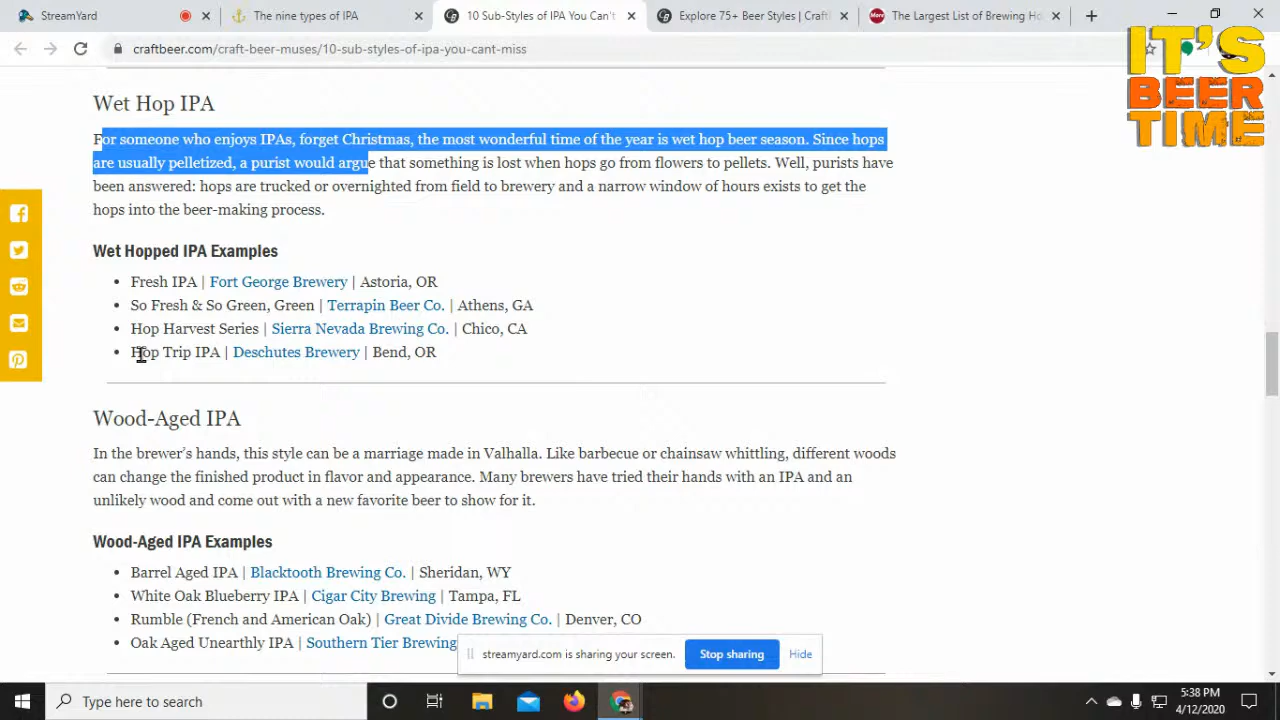 StreamYard
The nine types of IPA
10 Sub-Styles of IPA You Can't
Explore 75+ Beer Styles | Craft
The Largest List of Brewing Ho
craftbeer.com/craft-beer-muses/10-sub-styles-of-ipa-you-cant-miss
IT'S
BEER
TIME
Wet Hop IPA
For someone who enjoys IPAs, forget Christmas, the most wonderful time of the year is wet hop beer season. Since hops
are usually pelletized, a purist would argue that something is lost when hops go from flowers to pellets. Well, purists have
been answered: hops are trucked or overnighted from field to brewery and a narrow window of hours exists to get the
hops into the beer-making process.
Wet Hopped IPA Examples
• Fresh IPA | Fort George Brewery | Astoria, OR
• So Fresh & So Green, Green | Terrapin Beer Co. | Athens, GA
• Hop Harvest Series | Sierra Nevada Brewing Co. | Chico, CA
• Hop Trip IPA | Deschutes Brewery | Bend, OR
Wood-Aged IPA
In the brewer's hands, this style can be a marriage made in Valhalla. Like barbecue or chainsaw whittling, different woods
can change the finished product in flavor and appearance. Many brewers have tried their hands with an IPA and an
unlikely wood and come out with a new favorite beer to show for it.
Wood-Aged IPA Examples
• Barrel Aged IPA | Blacktooth Brewing Co. | Sheridan, WY
• White Oak Blueberry IPA | Cigar City Brewing | Tampa, FL
• Rumble (French and American Oak) | Great Divide Brewing Co. | Denver, CO
• Oak Aged Unearthly IPA | Southern Tier Brewing
streamyard.com is sharing your screen.
Stop sharing
Hide
Type here to search
5:38 PM
4/12/2020